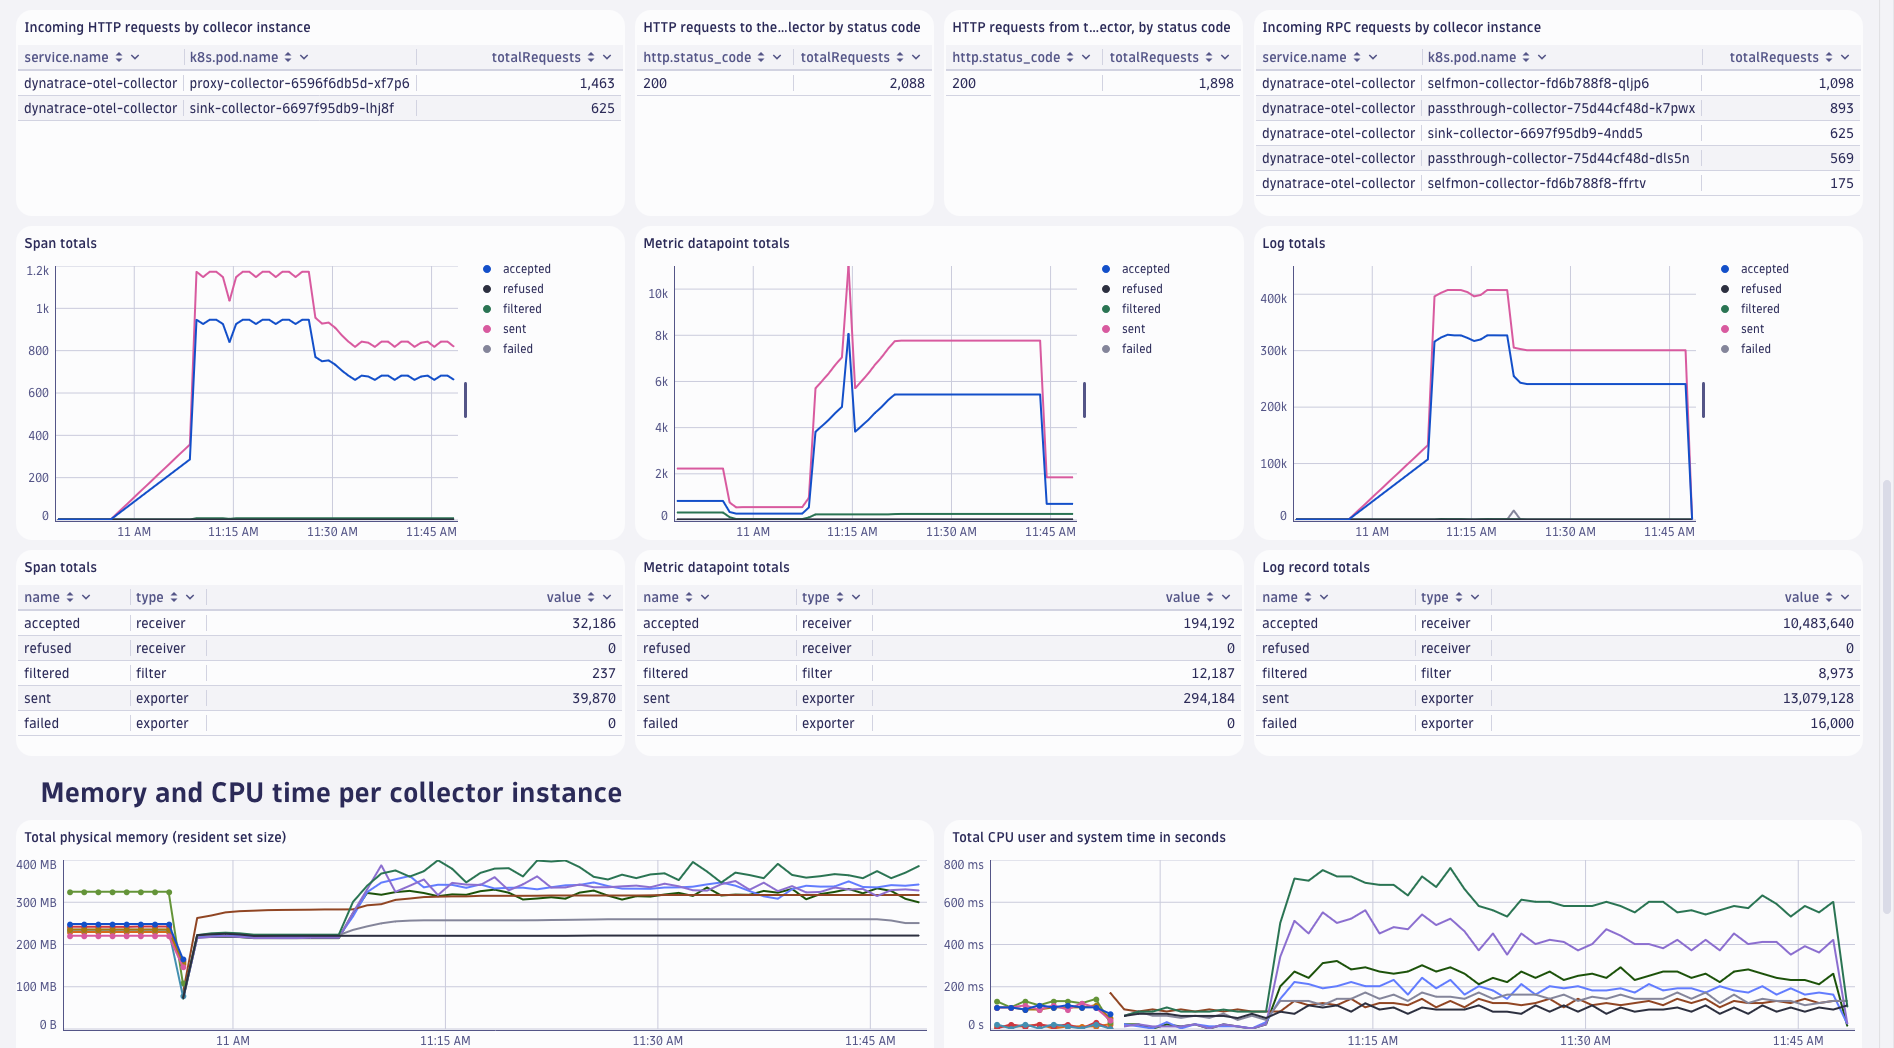 Incoming HTTP requests by collecor instance
service.name k8s.pod.name totalRequests
dynatrace-otel-collector proxy-collector-6596f6db5d-xf7p6 1,463
dynatrace-otel-collector sink-collector-6697f95db9-lhj8f 625
HTTP requests to the...lector by status code
http.status_code totalRequests
200 2,088
HTTP requests from t...ector, by status code
http.status_code totalRequests
200 1,898
Incoming RPC requests by collecor instance
service.name k8s.pod.name totalRequests
dynatrace-otel-collector selfmon-collector-fd6b788f8-qljp6 1,098
dynatrace-otel-collector passthrough-collector-75d44cf48d-k7pwx 893
dynatrace-otel-collector sink-collector-6697f95db9-4ndd5 625
dynatrace-otel-collector passthrough-collector-75d44cf48d-dls5n 569
dynatrace-otel-collector selfmon-collector-fd6b788f8-ffrtv 175
Span totals
1.2k
1k
800
600
400
200
0
11 AM 11:15 AM 11:30 AM 11:45 AM
accepted
refused
filtered
sent
failed
Metric datapoint totals
10k
8k
6k
4k
2k
0
11 AM 11:15 AM 11:30 AM 11:45 AM
accepted
refused
filtered
sent
failed
Log totals
400k
300k
200k
100k
0
11 AM 11:15 AM 11:30 AM 11:45 AM
accepted
refused
filtered
sent
failed
Span totals
name type value
accepted receiver 32,186
refused receiver 0
filtered filter 237
sent exporter 39,870
failed exporter 0
Metric datapoint totals
name type value
accepted receiver 194,192
refused receiver 0
filtered filter 12,187
sent exporter 294,184
failed exporter 0
Log record totals
name type value
accepted receiver 10,483,640
refused receiver 0
filtered filter 8,973
sent exporter 13,079,128
failed exporter 16,000
Memory and CPU time per collector instance
Total physical memory (resident set size)
400 MB
300 MB
200 MB
100 MB
0 B
11 AM 11:15 AM 11:30 AM 11:45 AM
Total CPU user and system time in seconds
800 ms
600 ms
400 ms
200 ms
0 s
11 AM 11:15 AM 11:30 AM 11:45 AM